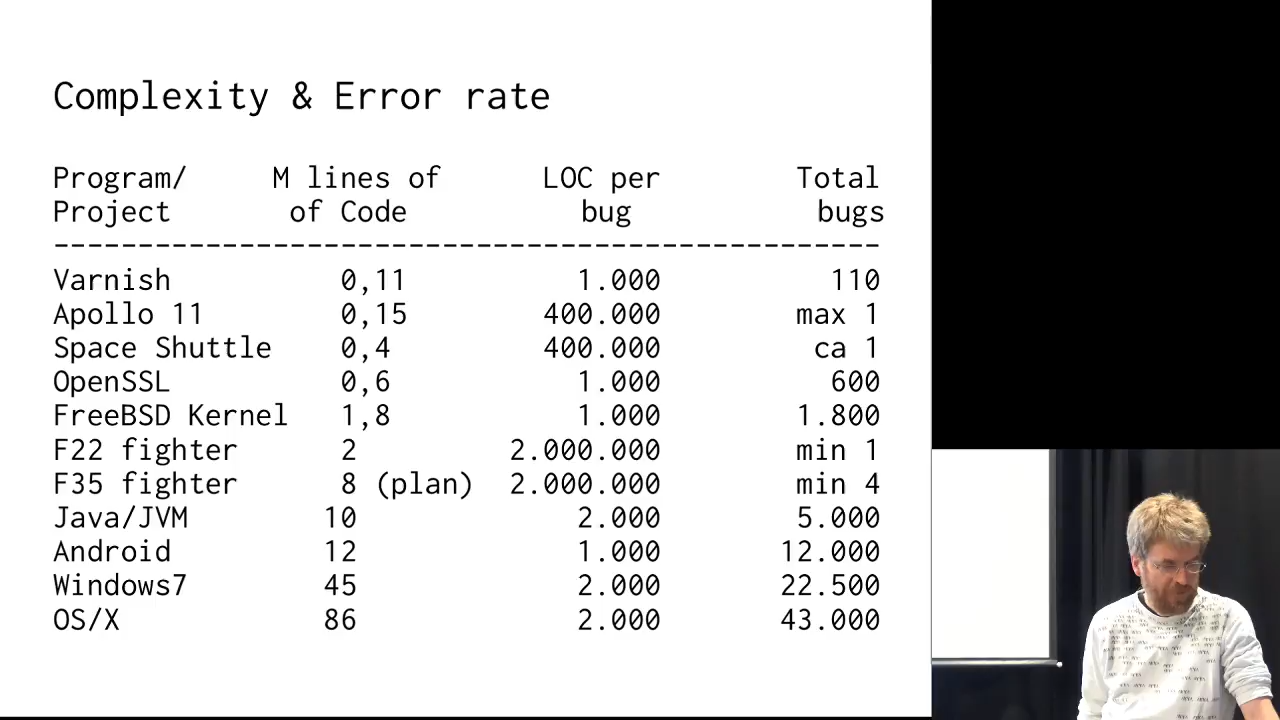 Complexity & Error rate
Program/ M lines of LOC per Total
Project of Code bug bugs
-------------------------------------------------
Varnish 0,11 1.000 110
Apollo 11 0,15 400.000 max 1
Space Shuttle 0,4 400.000 ca 1
OpenSSL 0,6 1.000 600
FreeBSD Kernel 1,8 1.000 1.800
F22 fighter 2 2.000.000 min 1
F35 fighter 8 (plan) 2.000.000 min 4
Java/JVM 10 2.000 5.000
Android 12 1.000 12.000
Windows7 45 2.000 22.500
OS/X 86 2.000 43.000